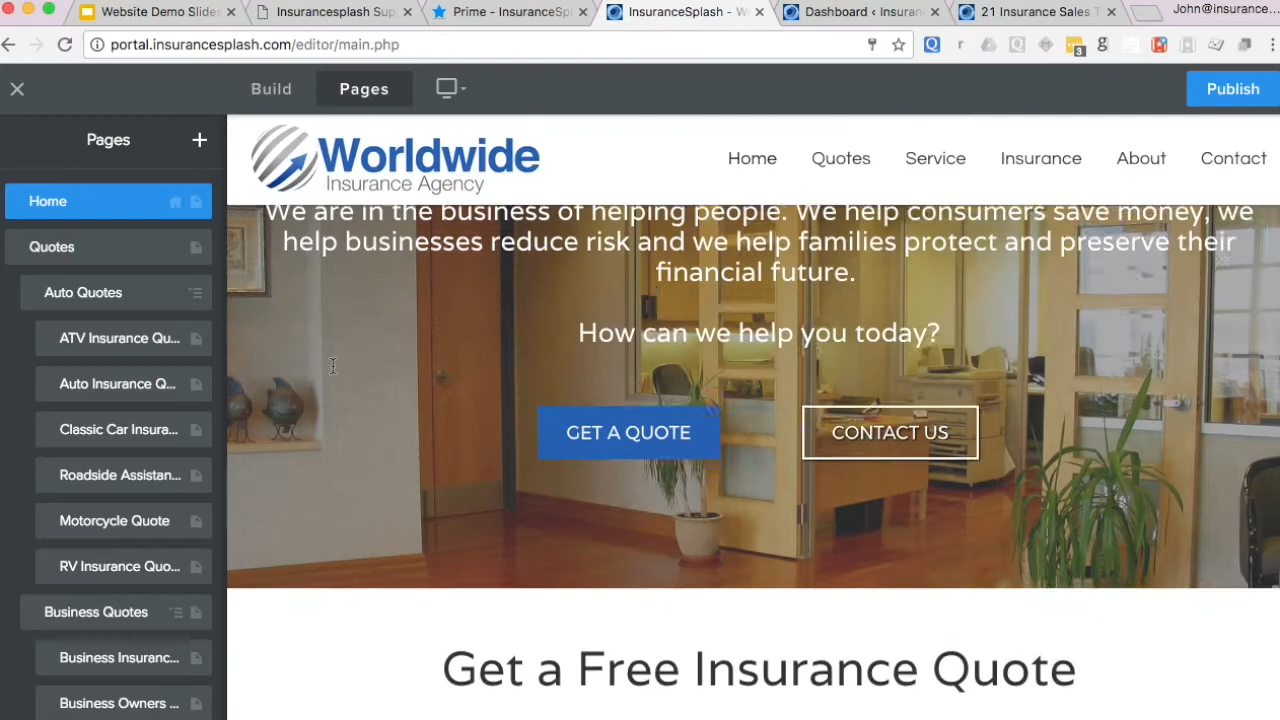 Website Demo Slides
Insurancesplash Sup
Prime - InsuranceSpl
InsuranceSplash - W
Dashboard ‹ Insuran
21 Insurance Sales T
John@insurance...
portal.insurancesplash.com/editor/main.php
3
Build
Pages
Publish
Pages
Home
Quotes
Auto Quotes
ATV Insurance Qu...
Auto Insurance Q...
Classic Car Insura...
Roadside Assistan...
Motorcycle Quote
RV Insurance Quo...
Business Quotes
Business Insuranc...
Business Owners ...
Worldwide
Insurance Agency
Home
Quotes
Service
Insurance
About
Contact
We are in the business of helping people. We help consumers save money, we
help businesses reduce risk and we help families protect and preserve their
financial future.
How can we help you today?
GET A QUOTE
CONTACT US
Get a Free Insurance Quote